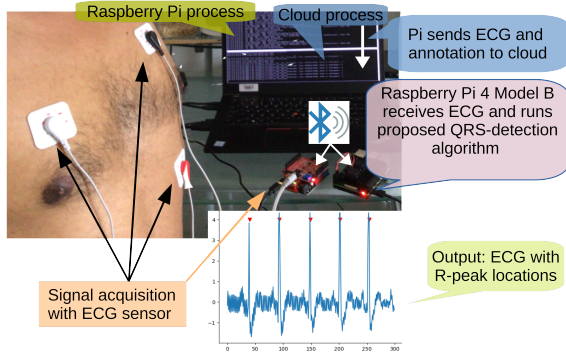 Raspberry Pi process
Cloud process
Pi sends ECG and
annotation to cloud
Raspberry Pi 4 Model B
receives ECG and runs
proposed QRS-detection
algorithm
Signal acquisition
with ECG sensor
Output: ECG with
R-peak locations
4
3
2
1
0
−1
0
50
100
150
200
250
300